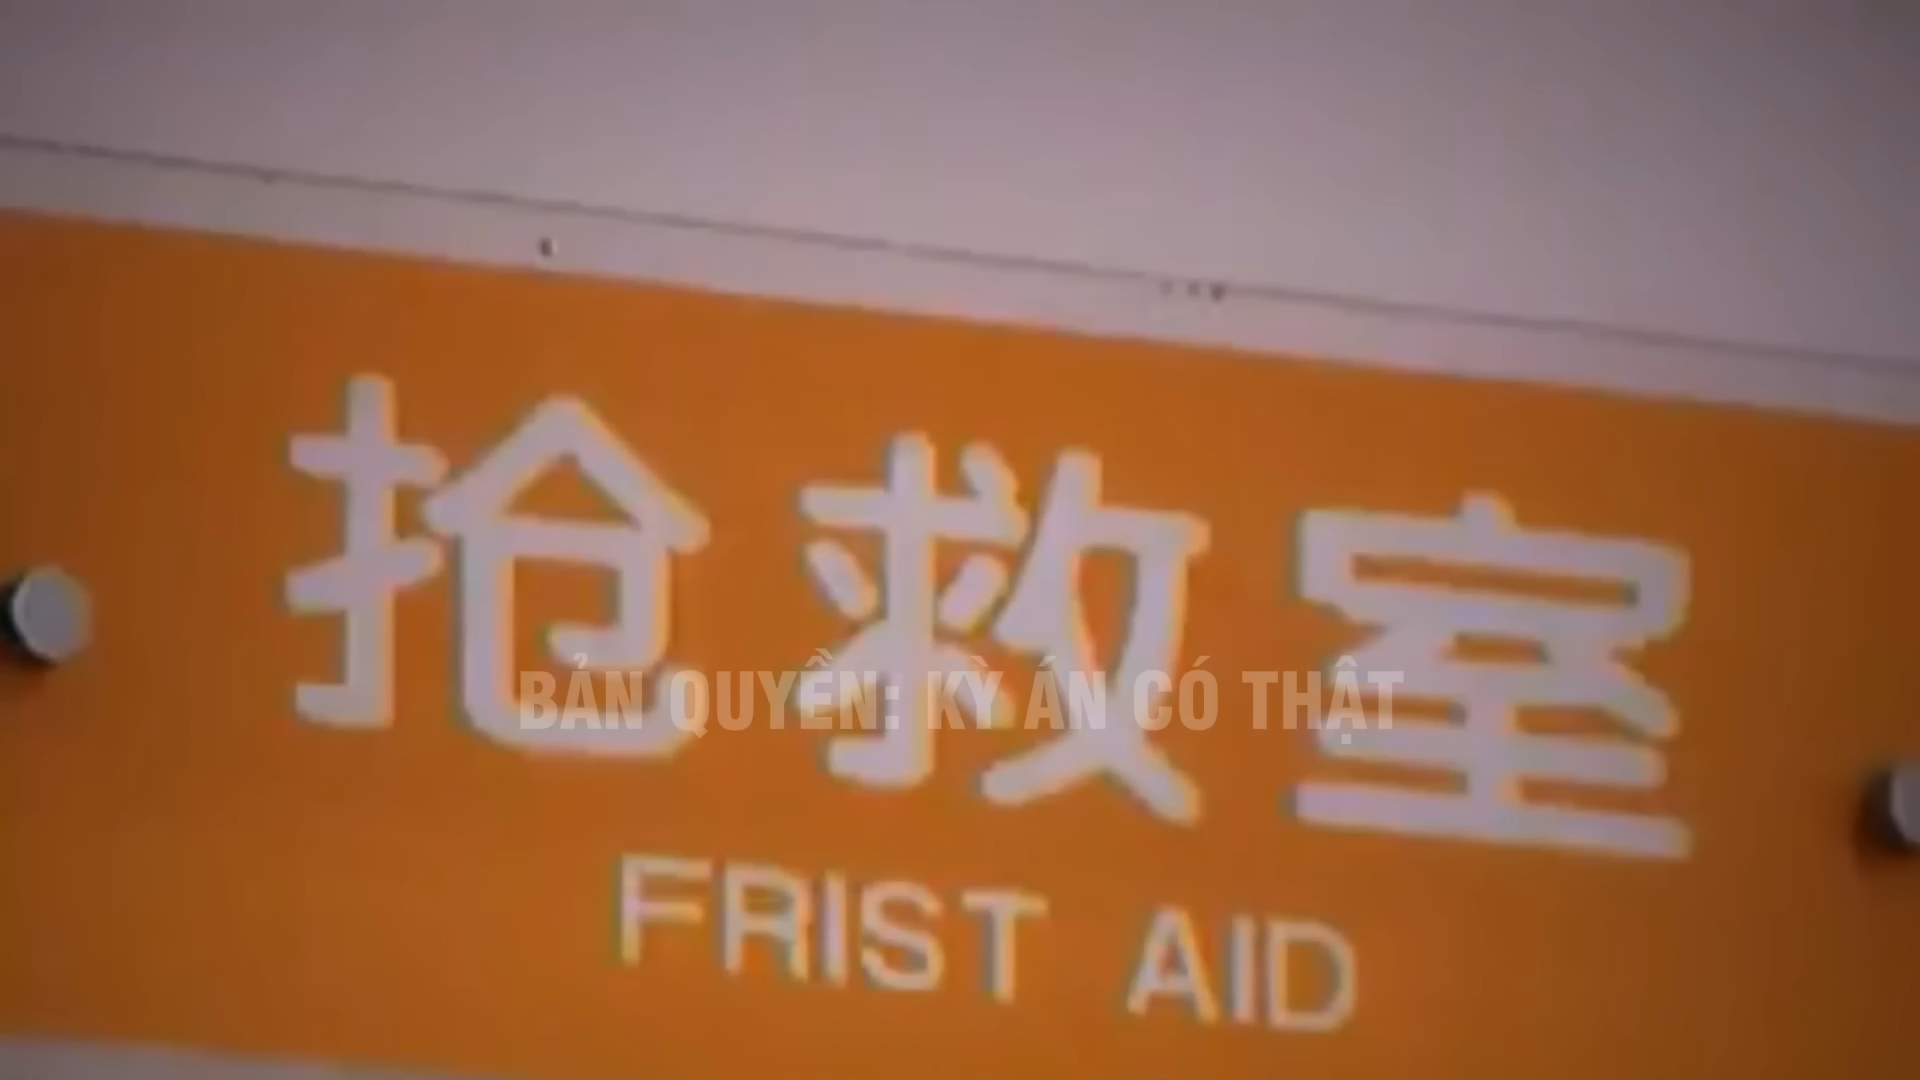 抢救室
BẢN QUYỀN: KỲ ÁN CÓ THẬT
FRIST AID